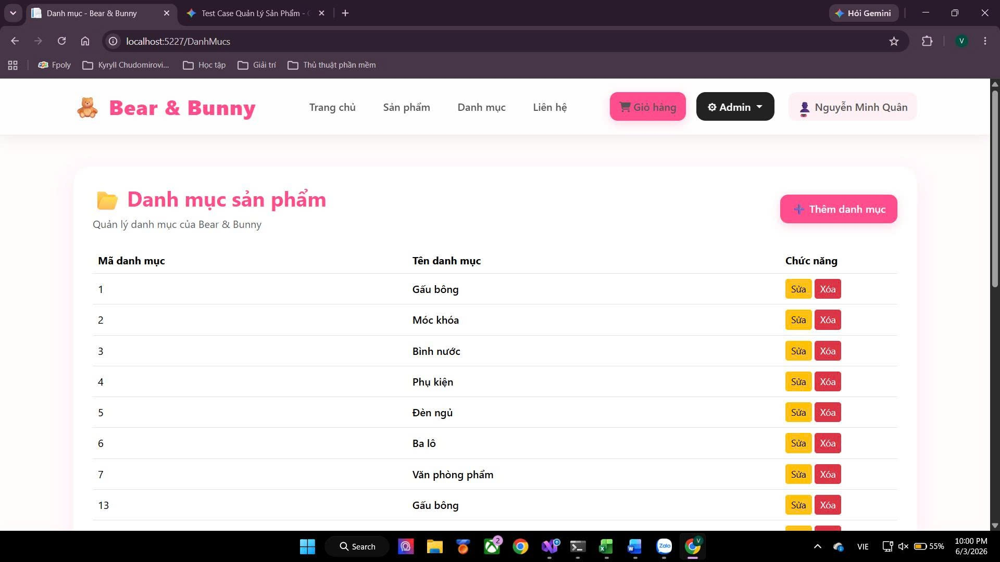 Danh mục - Bear & Bunny
Test Case Quản Lý Sản Phẩm -
Hỏi Gemini
localhost:5227/DanhMucs
V
Fpoly
Kyryll Chudomirovi...
Học tập
Giải trí
Thủ thuật phần mềm
Bear & Bunny
Trang chủ
Sản phẩm
Danh mục
Liên hệ
Giỏ hàng
Admin
Nguyễn Minh Quân
Danh mục sản phẩm
Quản lý danh mục của Bear & Bunny
Thêm danh mục
Mã danh mục Tên danh mục Chức năng
1 Gấu bông Sửa Xóa
2 Móc khóa Sửa Xóa
3 Bình nước Sửa Xóa
4 Phụ kiện Sửa Xóa
5 Đèn ngủ Sửa Xóa
6 Ba lô Sửa Xóa
7 Văn phòng phẩm Sửa Xóa
13 Gấu bông Sửa Xóa
Search
2
Zalo
V
VIE
55%
10:00 PM
6/3/2026